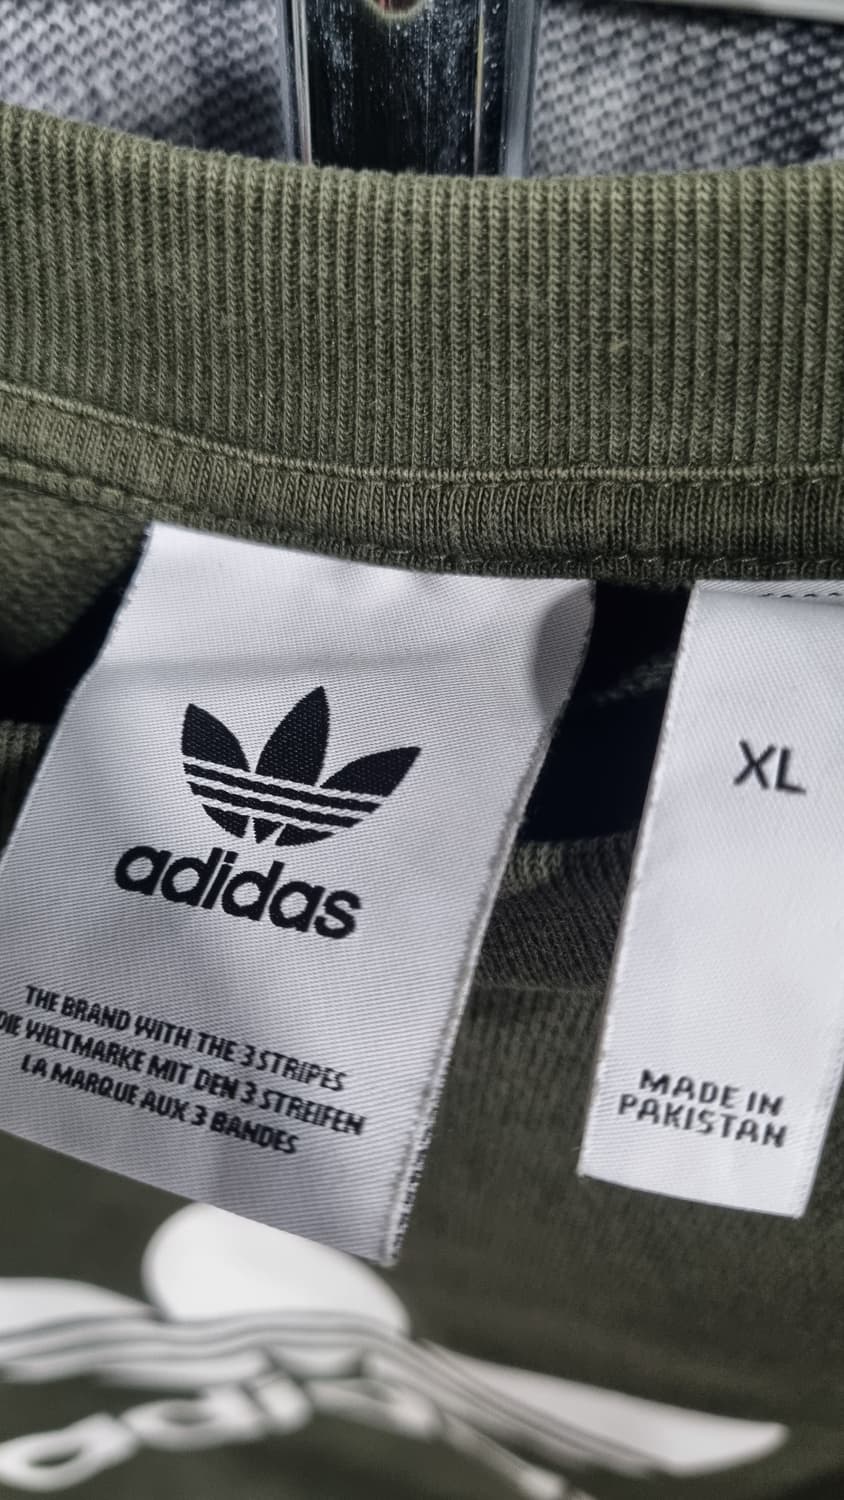 adidas
THE BRAND WITH THE 3 STRIPES
DIE WELTMARKE MIT DEN 3 STREIFEN
LA MARQUE AUX 3 BANDES
XL
MADE IN
PAKISTAN